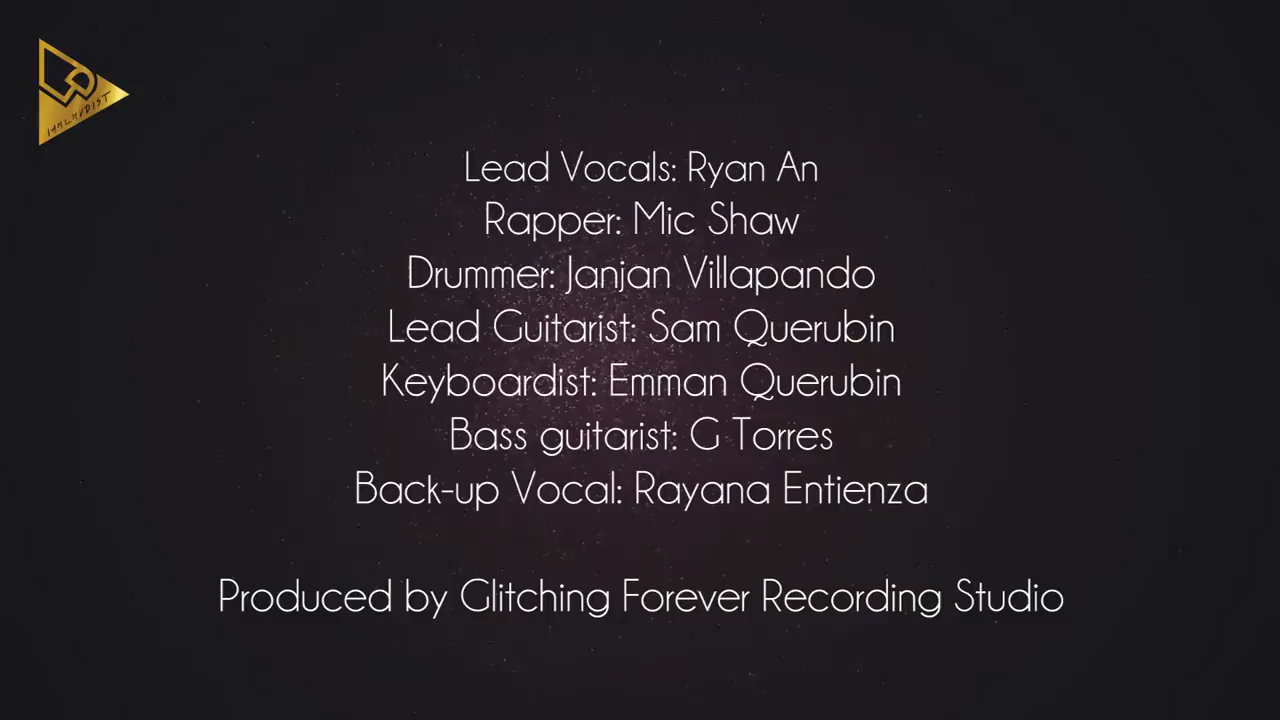 IAMLXVDIST
Lead Vocals: Ryan An
Rapper: Mic Shaw
Drummer: Janjan Villapando
Lead Guitarist: Sam Querubin
Keyboardist: Emman Querubin
Bass guitarist: G Torres
Back-up Vocal: Rayana Entienza
Produced by Glitching Forever Recording Studio